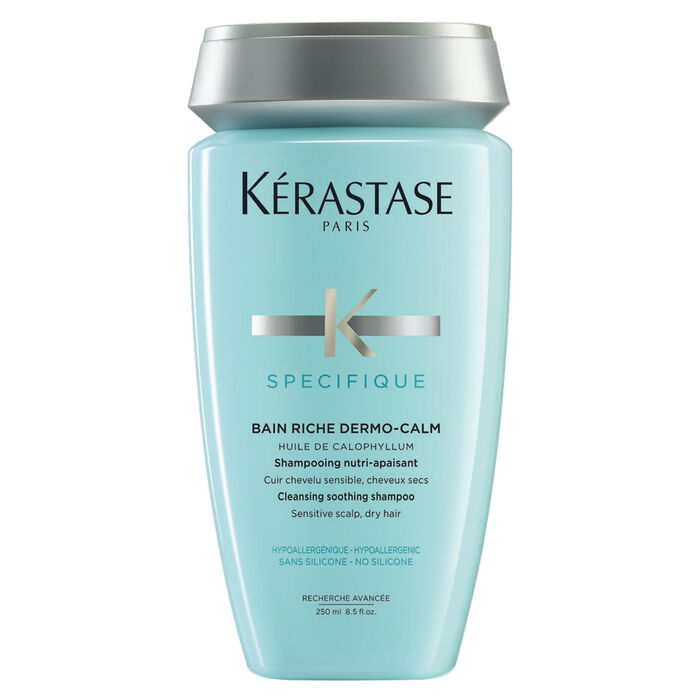 KÉRASTASE
PARIS
K
SPECIFIQUE
BAIN RICHE DERMO-CALM
HUILE DE CALOPHYLLUM
Shampooing nutri-apaisant
Cuir chevelu sensible, cheveux secs
Cleansing soothing shampoo
Sensitive scalp, dry hair
HYPOALLERGÉNIQUE - HYPOALLERGENIC
SANS SILICONE - NO SILICONE
RECHERCHE AVANCÉE
250 ml 8.5 fl.oz.